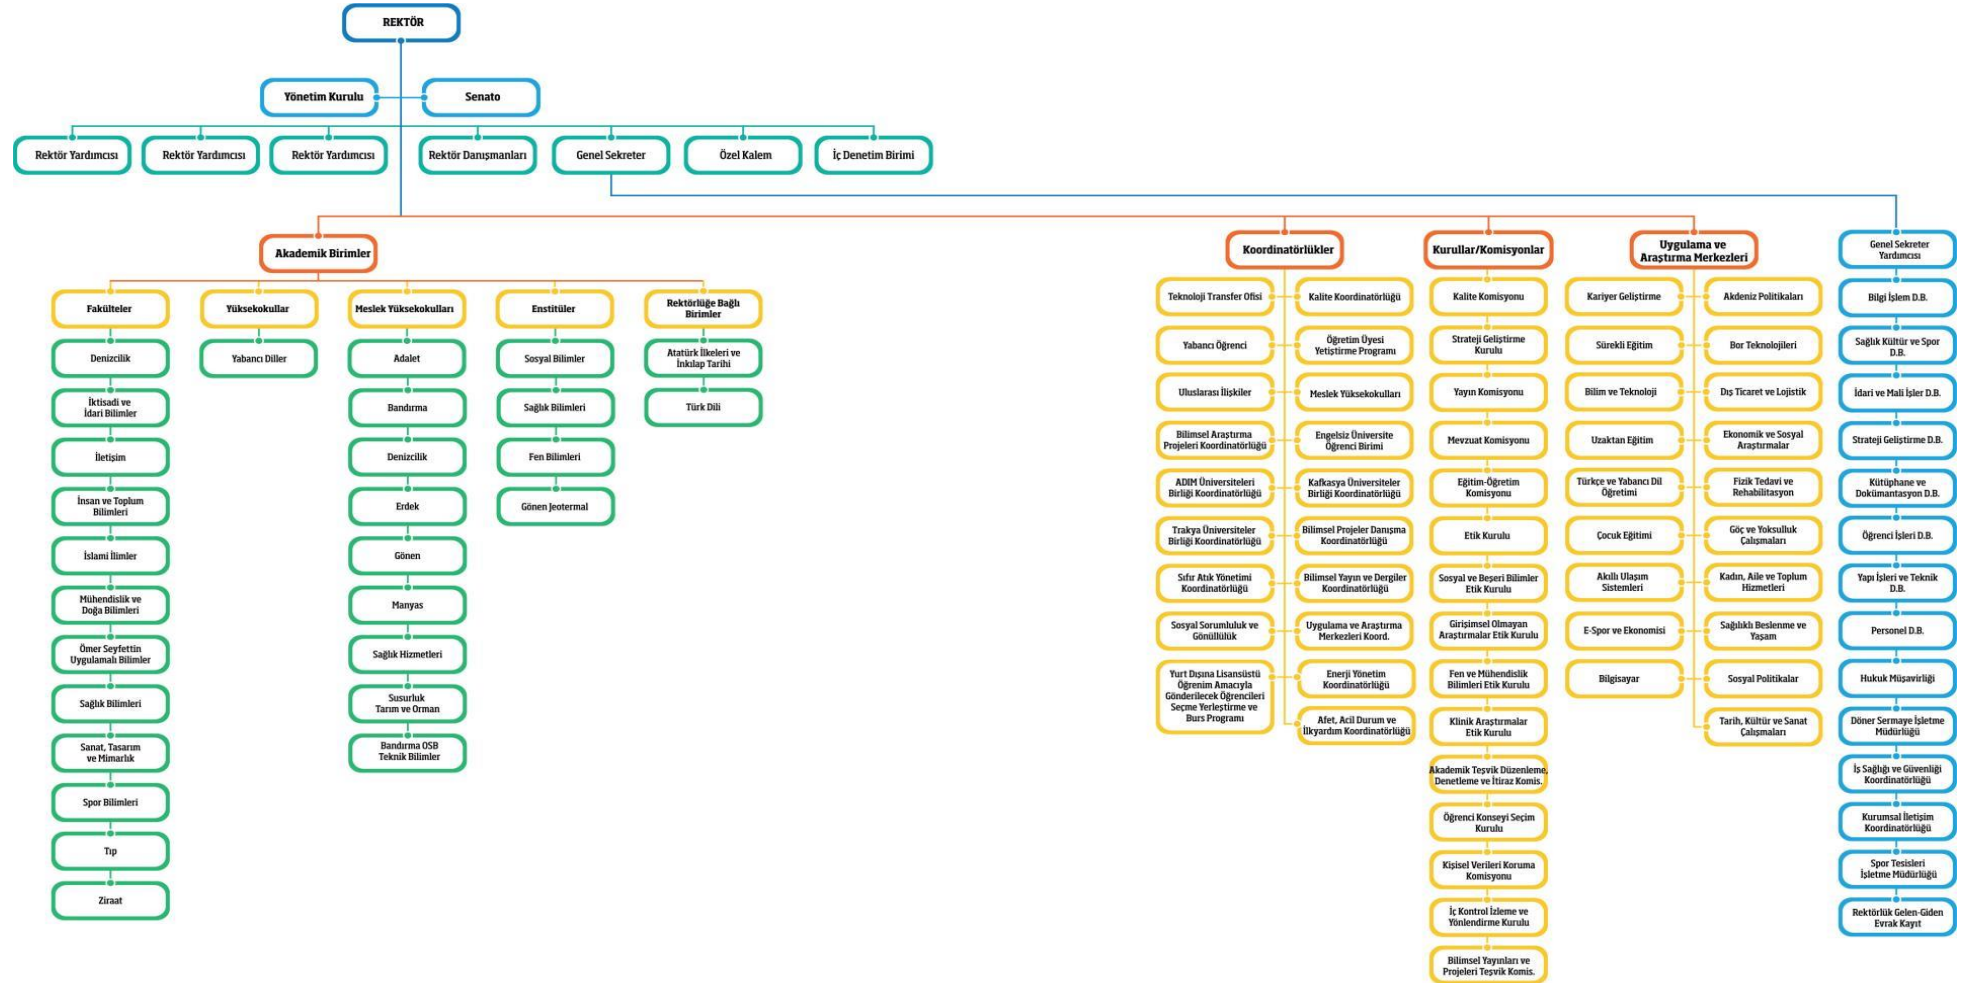 REKTÖR
Yönetim Kurulu
Senato
Rektör Yardımcısı
Rektör Yardımcısı
Rektör Yardımcısı
Rektör Danışmanları
Genel Sekreter
Özel Kalem
İç Denetim Birimi
Akademik Birimler
Fakülteler
Denizcilik
İktisadi ve
İdari Bilimler
İletişim
İnsan ve Toplum
Bilimleri
İslami İlimler
Mühendislik ve
Doğa Bilimleri
Ömer Seyfettin
Uygulamalı Bilimler
Sağlık Bilimleri
Sanat, Tasarım
ve Mimarlık
Spor Bilimleri
Tıp
Ziraat
Yüksekokullar
Yabancı Diller
Meslek Yüksekokulları
Adalet
Bandırma
Denizcilik
Erdek
Gönen
Manyas
Sağlık Hizmetleri
Susurluk
Tarım ve Orman
Bandırma OSB
Teknik Bilimler
Enstitüler
Sosyal Bilimler
Sağlık Bilimleri
Fen Bilimleri
Gönen Jeotermal
Rektörlüğe Bağlı
Birimler
Atatürk İlkeleri ve
İnkılap Tarihi
Türk Dili
Koordinatörlükler
Teknoloji Transfer Ofisi
Kalite Koordinatörlüğü
Yabancı Öğrenci
Öğretim Üyesi
Yetiştirme Programı
Uluslarası İlişkiler
Meslek Yüksekokulları
Bilimsel Araştırma
Projeleri Koordinatörlüğü
Engelsiz Üniversite
Öğrenci Birimi
ADIM Üniversiteleri
Birliği Koordinatörlüğü
Kafkasya Üniversiteler
Birliği Koordinatörlüğü
Trakya Üniversiteler
Birliği Koordinatörlüğü
Bilimsel Projeler Danışma
Koordinatörlüğü
Sıfır Atık Yönetimi
Koordinatörlüğü
Bilimsel Yayın ve Dergiler
Koordinatörlüğü
Sosyal Sorumluluk ve
Gönüllülük
Uygulama ve Araştırma
Merkezleri Koord.
Yurt Dışına Lisansüstü
Öğrenim Amacıyla
Gönderilecek Öğrencileri
Seçme Yerleştirme ve
Burs Programı
Enerji Yönetim
Koordinatörlüğü
Afet, Acil Durum ve
İlkyardım Koordinatörlüğü
Kurullar/Komisyonlar
Kalite Komisyonu
Strateji Geliştirme
Kurulu
Yayın Komisyonu
Mevzuat Komisyonu
Eğitim-Öğretim
Komisyonu
Etik Kurulu
Sosyal ve Beşeri Bilimler
Etik Kurulu
Girişimsel Olmayan
Araştırmalar Etik Kurulu
Fen ve Mühendislik
Bilimleri Etik Kurulu
Klinik Araştırmalar
Etik Kurulu
Akademik Teşvik Düzenleme,
Denetleme ve İtiraz Komis.
Öğrenci Konseyi Seçim
Kurulu
Kişisel Verileri Koruma
Komisyonu
İç Kontrol İzleme ve
Yönlendirme Kurulu
Bilimsel Yayınları ve
Projeleri Teşvik Komis.
Uygulama ve
Araştırma Merkezleri
Kariyer Geliştirme
Akdeniz Politikaları
Sürekli Eğitim
Bor Teknolojileri
Bilim ve Teknoloji
Dış Ticaret ve Lojistik
Uzaktan Eğitim
Ekonomik ve Sosyal
Araştırmalar
Türkçe ve Yabancı Dil
Öğretimi
Fizik Tedavi ve
Rehabilitasyon
Çocuk Eğitimi
Göç ve Yoksulluk
Çalışmaları
Akıllı Ulaşım
Sistemleri
Kadın, Aile ve Toplum
Hizmetleri
E-Spor ve Ekonomisi
Sağılıklı Beslenme ve
Yaşam
Bilgisayar
Sosyal Politikalar
Tarih, Kültür ve Sanat
Çalışmaları
Genel Sekreter
Yardımcısı
Bilgi İşlem D.B.
Sağlık Kültür ve Spor
D.B.
İdari ve Mali İşler D.B.
Strateji Geliştirme D.B.
Kütüphane ve
Dokümantasyon D.B.
Öğrenci İşleri D.B.
Yapı İşleri ve Teknik
D.B.
Personel D.B.
Hukuk Müşavirliği
Döner Sermaye İşletme
Müdürlüğü
İş Sağlığı ve Güvenliği
Koordinatörlüğü
Kurumsal İletişim
Koordinatörlüğü
Spor Tesisleri
İşletme Müdürlüğü
Rektörlük Gelen-Giden
Evrak Kayıt